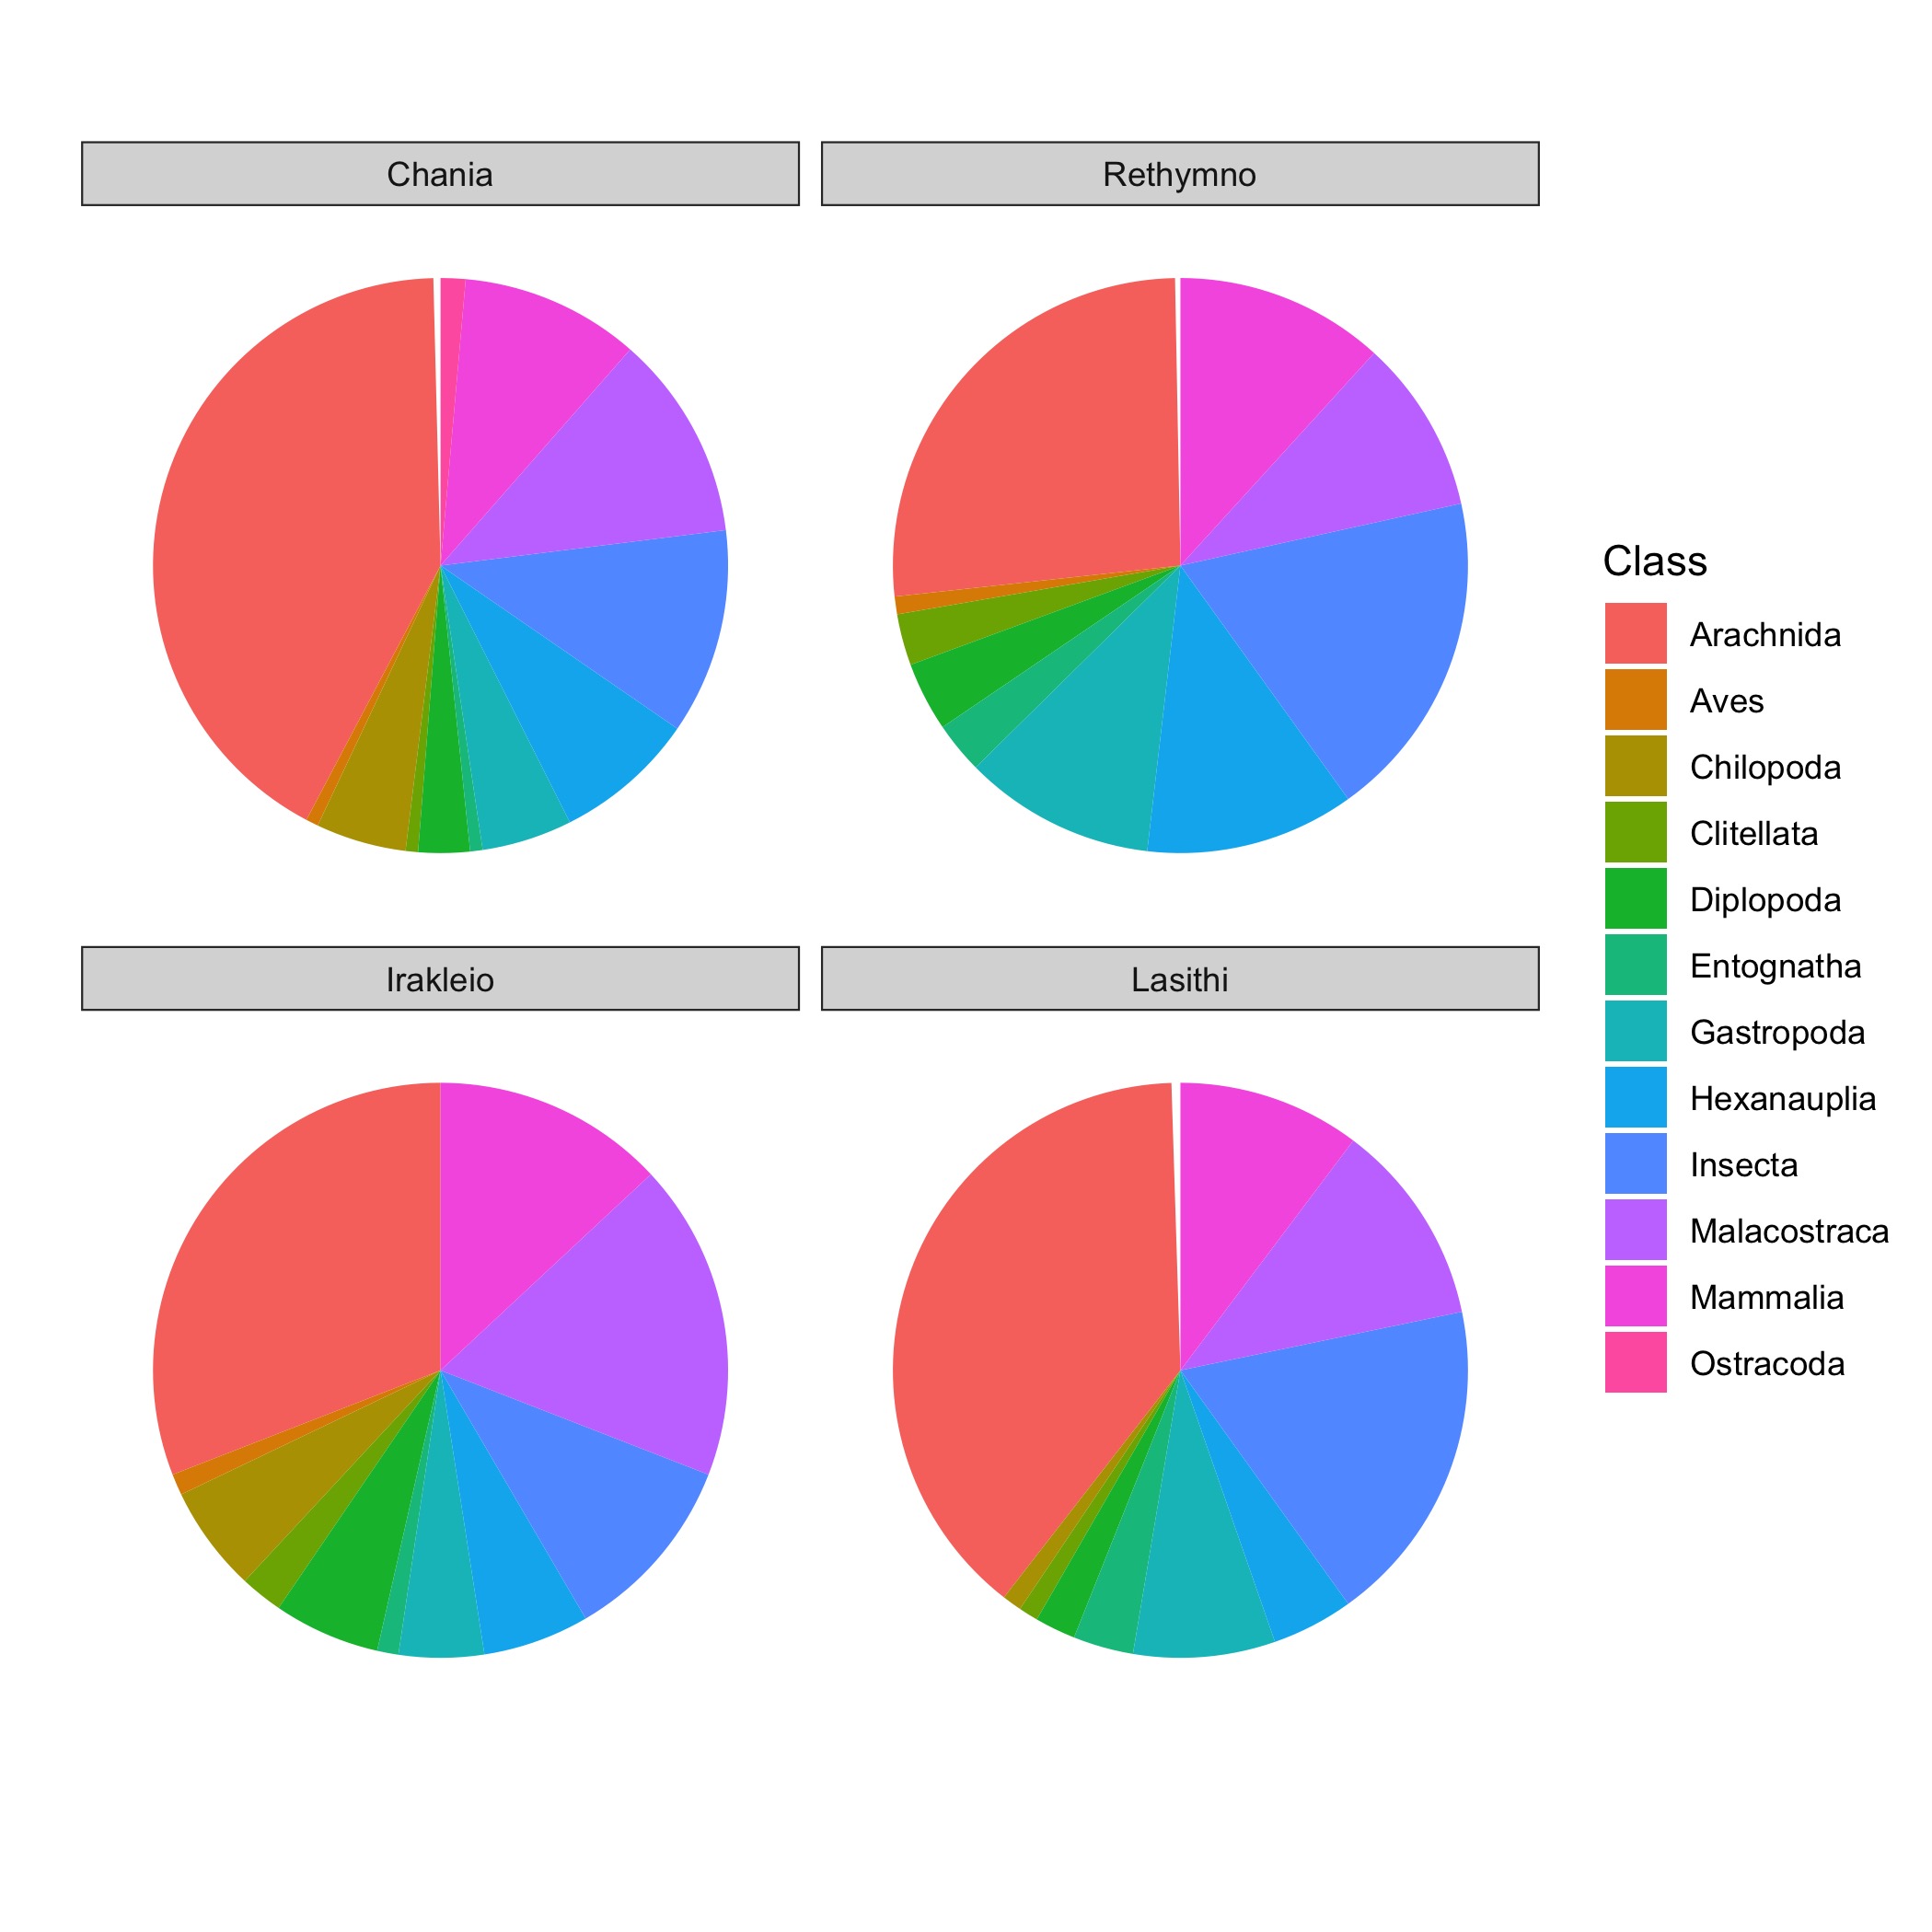 Chania
Rethymno
Irakleio
Lasithi
Class
Arachnida
Aves
Chilopoda
Clitellata
Diplopoda
Entognatha
Gastropoda
Hexanauplia
Insecta
Malacostraca
Mammalia
Ostracoda